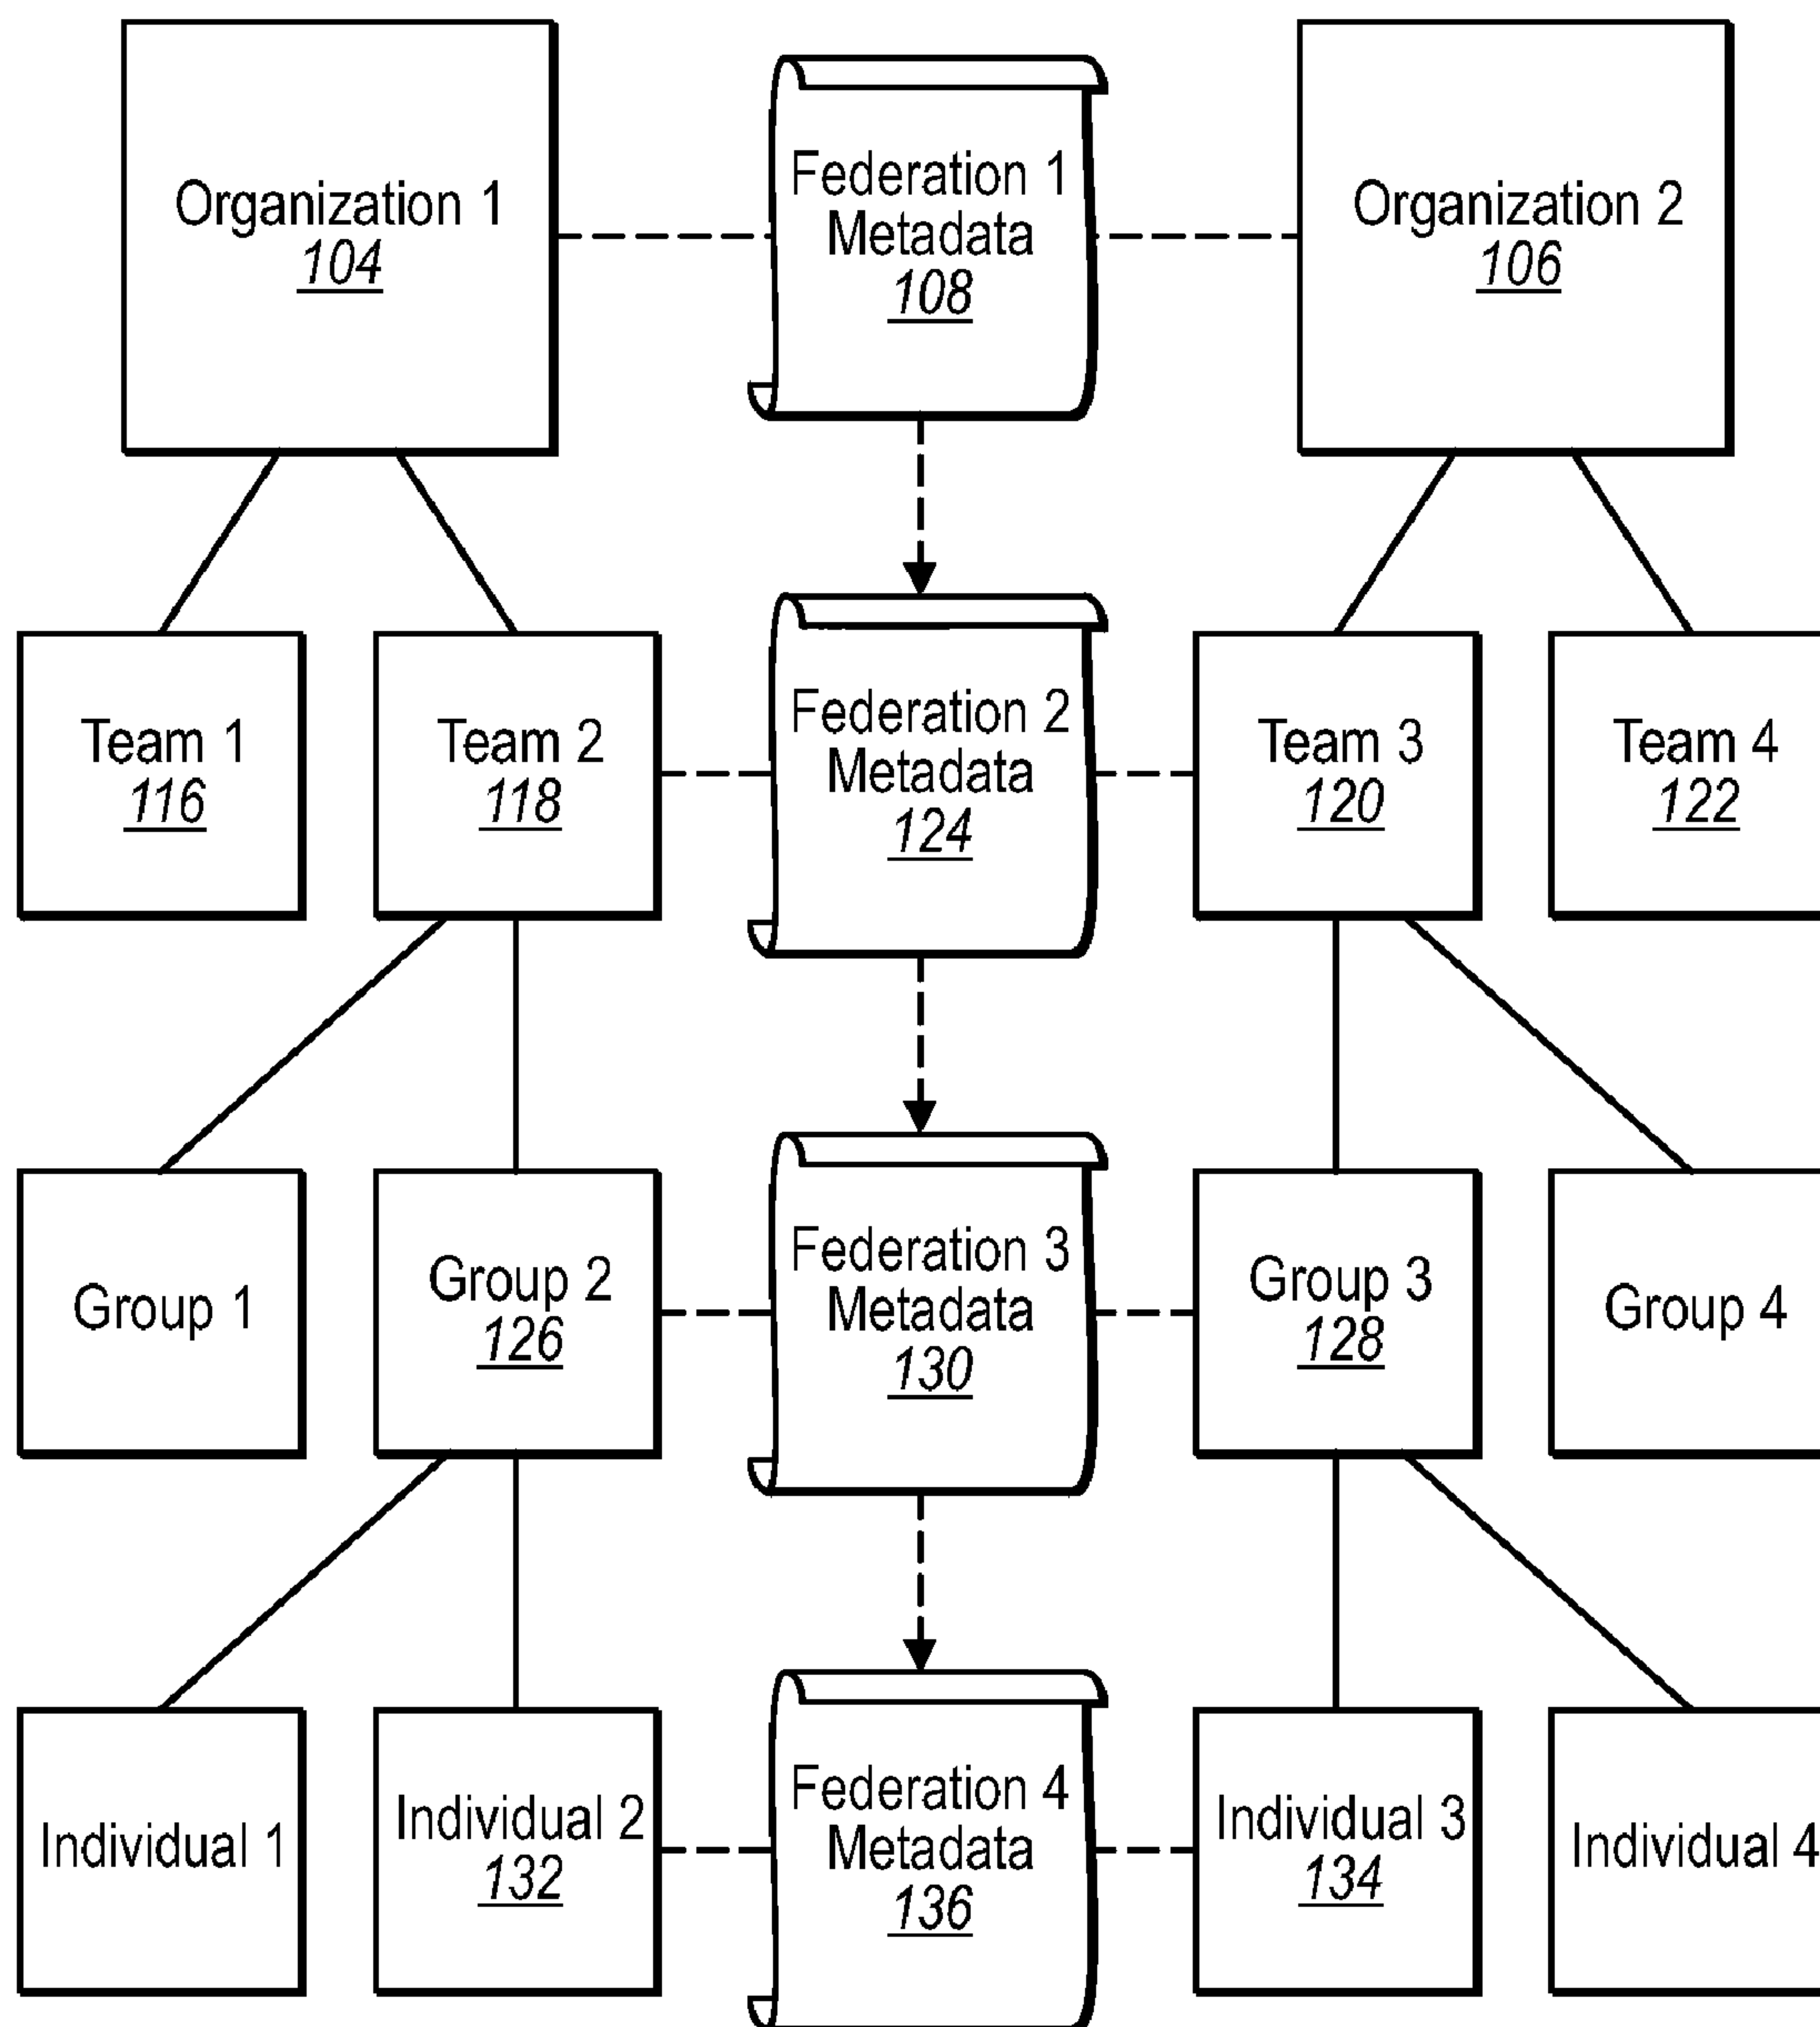 Organization 1
104
Federation 1
Metadata
108
Organization 2
106
Team 1
116
Team 2
118
Federation 2
Metadata
124
Team 3
120
Team 4
122
Group 1
Group 2
126
Federation 3
Metadata
130
Group 3
128
Group 4
Individual 1
Individual 2
132
Federation 4
Metadata
136
Individual 3
134
Individual 4